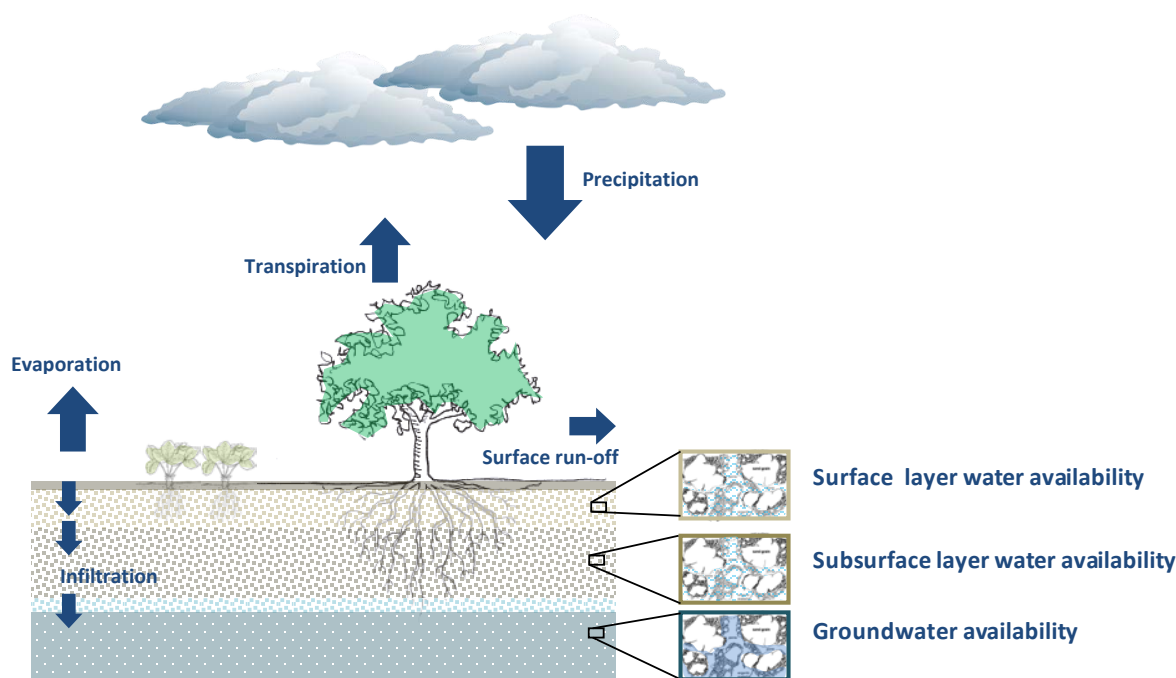 Precipitation
Transpiration
Evaporation
Surface run-off
Surface layer water availability
Subsurface layer water availability
Infiltration
Groundwater availability